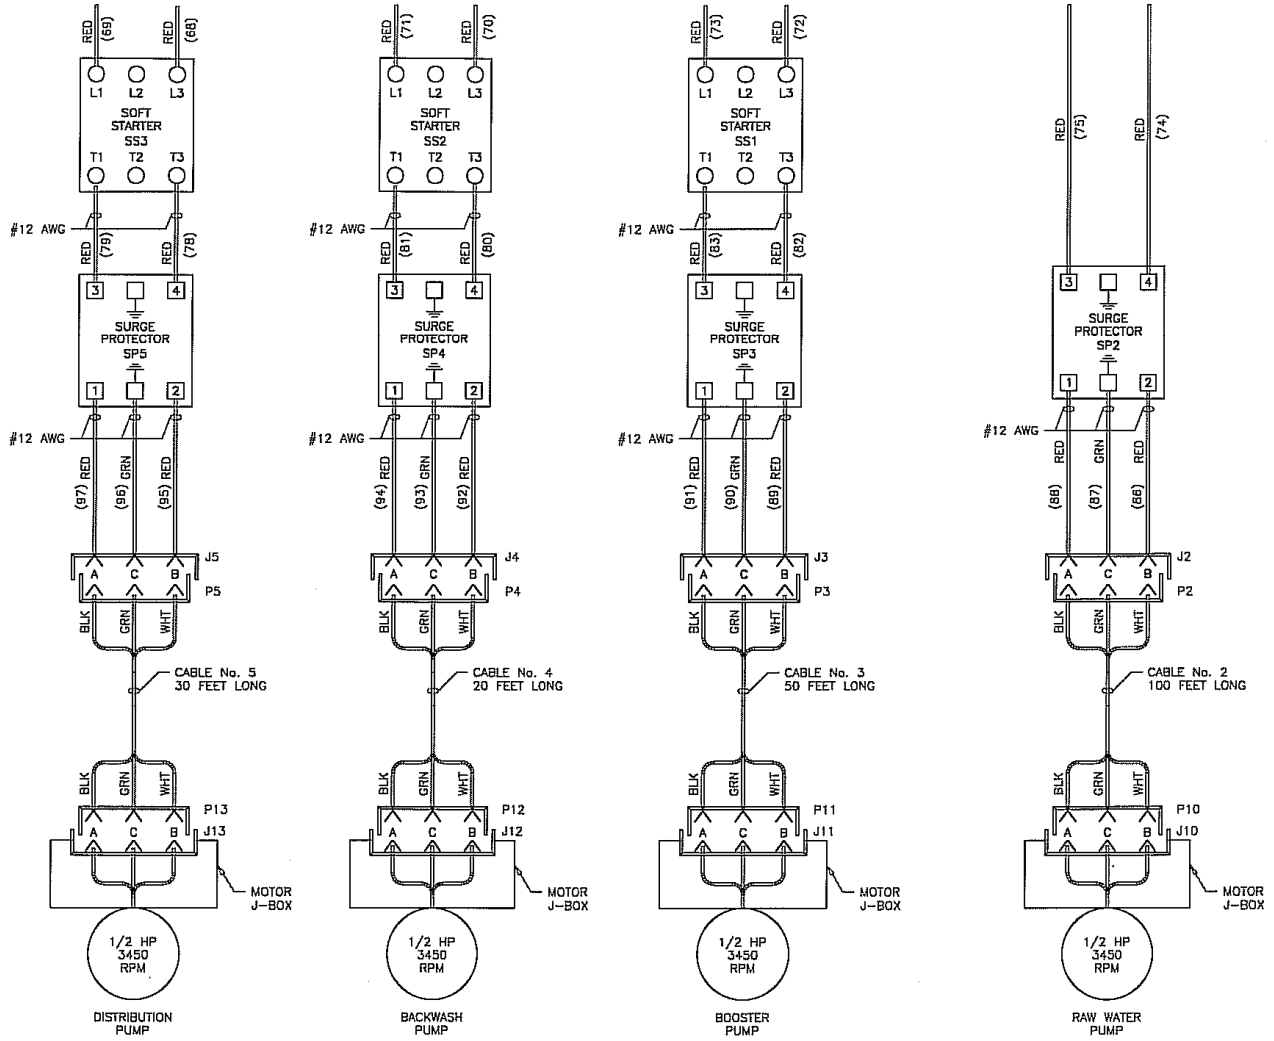 RED (69) RED (68) RED (71) RED (70) RED (73) RED (72)
L1 L2 L3 L1 L2 L3 L1 L2 L3
SOFT STARTER SS3
SOFT STARTER SS2
SOFT STARTER SS1
RED (75) RED (74)
T1 T2 T3 T1 T2 T3 T1 T2 T3
#12 AWG #12 AWG #12 AWG
RED (79) RED (78) RED (81) RED (80) RED (83) RED (82)
3 4 3 4 3 4 3 4
SURGE PROTECTOR SP5
SURGE PROTECTOR SP4
SURGE PROTECTOR SP3
SURGE PROTECTOR SP2
1 2 1 2 1 2 1 2
#12 AWG #12 AWG #12 AWG #12 AWG
(97) RED (96) GRN (95) RED
(94) RED (93) GRN (92) RED
(91) RED (90) GRN (89) RED
(88) RED (87) GRN (86) RED
J5 J4 J3 J2
A C B A C B A C B A C B
P5 P4 P3 P2
BLK GRN WHT BLK GRN WHT BLK GRN WHT BLK GRN WHT
CABLE No. 5
30 FEET LONG
CABLE No. 4
20 FEET LONG
CABLE No. 3
50 FEET LONG
CABLE No. 2
100 FEET LONG
BLK GRN WHT BLK GRN WHT BLK GRN WHT BLK GRN WHT
P13 P12 P11 P10
A C B J13 A C B J12 A C B J11 A C B J10
MOTOR J-BOX
MOTOR J-BOX
MOTOR J-BOX
MOTOR J-BOX
1/2 HP
3450
RPM
1/2 HP
3450
RPM
1/2 HP
3450
RPM
1/2 HP
3450
RPM
DISTRIBUTION
PUMP
BACKWASH
PUMP
BOOSTER
PUMP
RAW WATER
PUMP